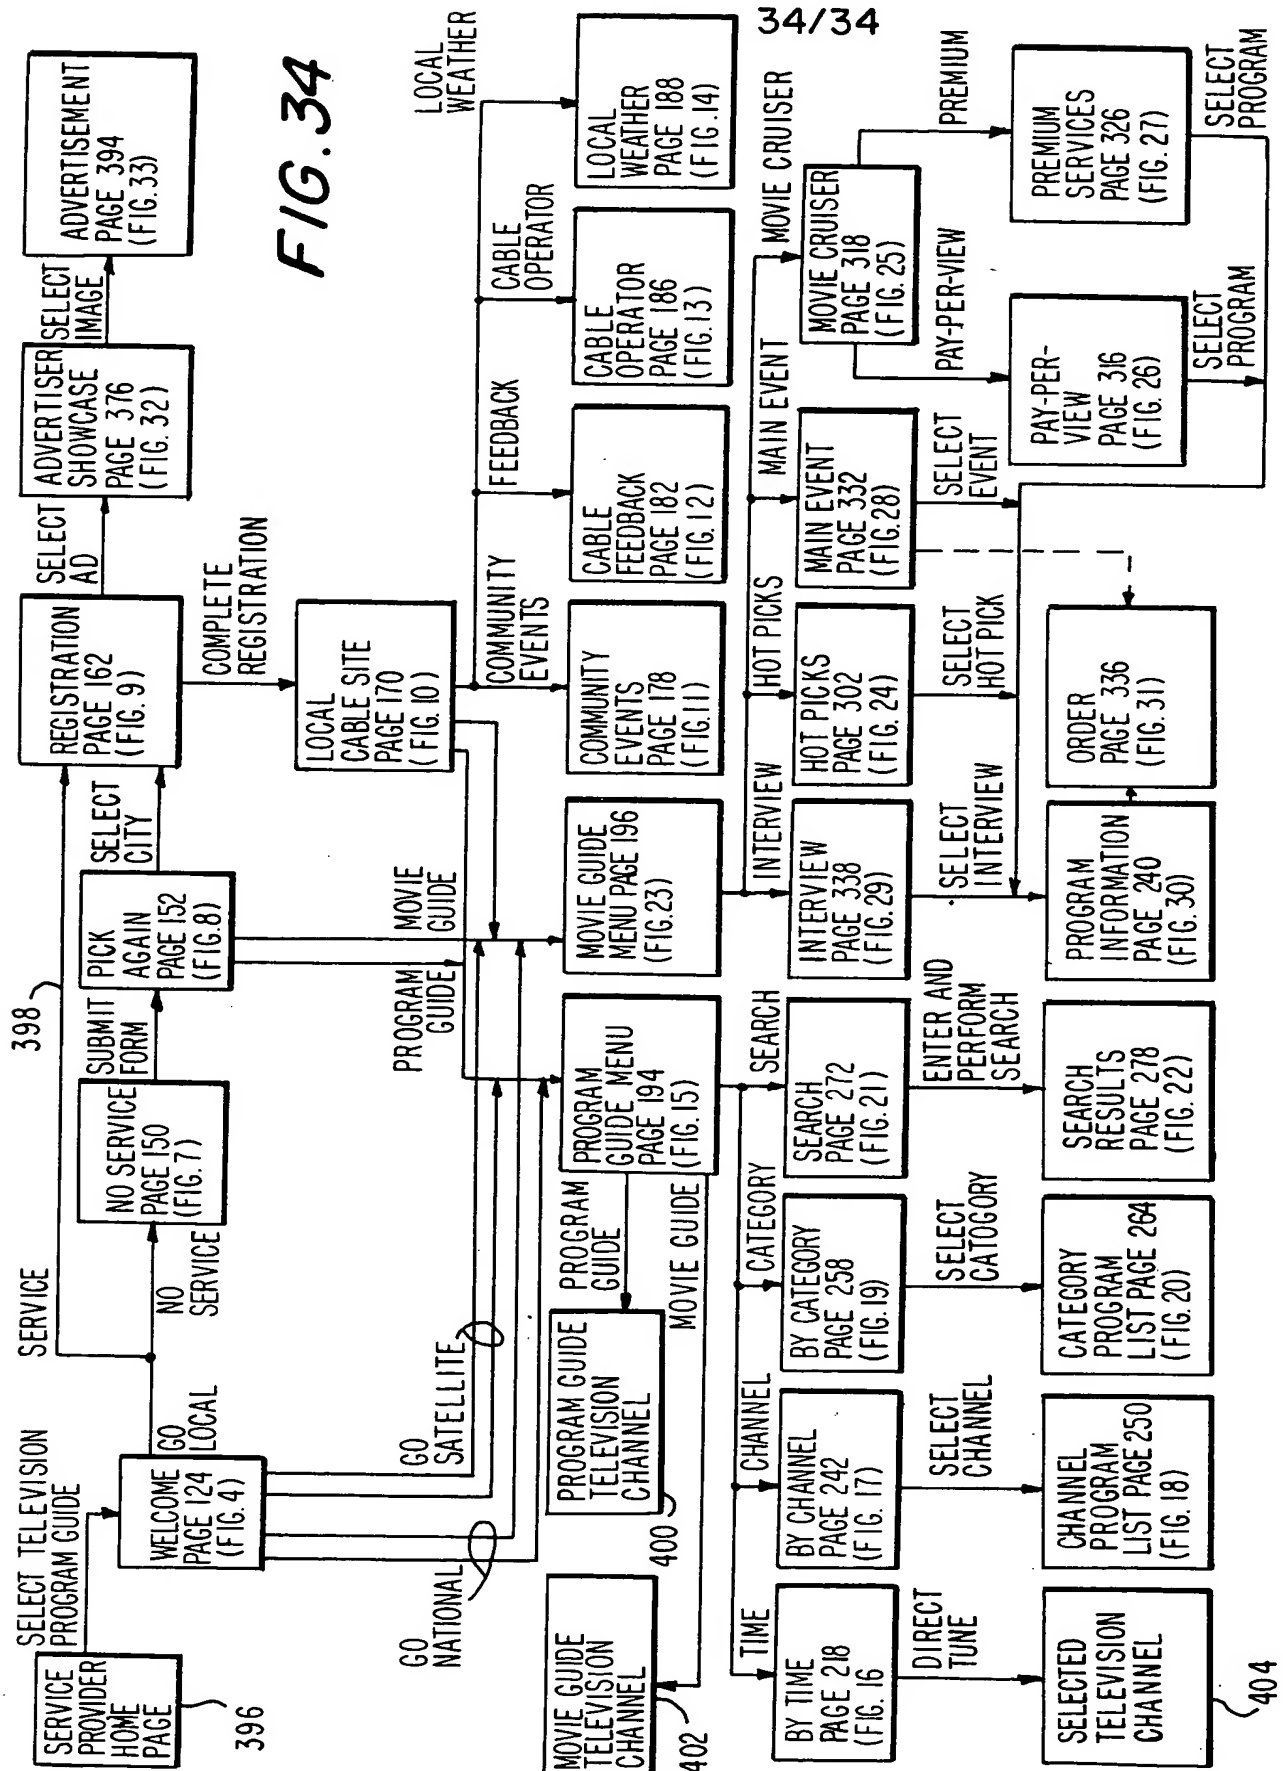 34/34
FIG. 34
SELECT TELEVISION
PROGRAM GUIDE
SERVICE
PROVIDER
HOME
PAGE
396
WELCOME
PAGE 124
(FIG. 4)
GO
LOCAL
SERVICE
398
NO
SERVICE
NO SERVICE
PAGE 150
(FIG. 7)
SUBMIT
FORM
PICK
AGAIN
PAGE 152
(FIG.8)
SELECT
CITY
REGISTRATION
PAGE 162
(FIG. 9)
SELECT
AD
ADVERTISER
SHOWCASE
PAGE 376
(FIG. 32)
SELECT
IMAGE
ADVERTISEMENT
PAGE 394
(FIG. 33)
COMPLETE
REGISTRATION
LOCAL
CABLE SITE
PAGE 170
(FIG. 10)
GO
NATIONAL
GO
SATELLITE
PROGRAM
GUIDE
MOVIE
GUIDE
COMMUNITY
EVENTS
FEEDBACK
CABLE
OPERATOR
LOCAL
WEATHER
MOVIE GUIDE
TELEVISION
CHANNEL
402
PROGRAM GUIDE
TELEVISION
CHANNEL
400
PROGRAM
GUIDE
MOVIE GUIDE
PROGRAM
GUIDE MENU
PAGE 194
(FIG. 15)
MOVIE GUIDE
MENU PAGE 196
(FIG.23)
COMMUNITY
EVENTS
PAGE 178
(FIG.11)
CABLE
FEEDBACK
PAGE 182
(FIG. 12)
CABLE
OPERATOR
PAGE 186
(FIG.13)
LOCAL
WEATHER
PAGE 188
(FIG.14)
TIME
CHANNEL
CATEGORY
SEARCH
INTERVIEW
HOT PICKS
MAIN EVENT
MOVIE CRUISER
BY TIME
PAGE 218
(FIG. 16)
BY CHANNEL
PAGE 242
(FIG. 17)
BY CATEGORY
PAGE 258
(FIG. 19)
SEARCH
PAGE 272
(FIG. 21)
INTERVIEW
PAGE 338
(FIG. 29)
HOT PICKS
PAGE 302
(FIG. 24)
MAIN EVENT
PAGE 332
(FIG.28)
MOVIE CRUISER
PAGE 318
(FIG.25)
DIRECT
TUNE
SELECT
CHANNEL
SELECT
CATOGORY
ENTER AND
PERFORM
SEARCH
SELECT
INTERVIEW
SELECT
HOT PICK
SELECT
EVENT
PAY-PER-VIEW
PREMIUM
PAY-PER-
VIEW
PAGE 316
(FIG. 26)
PREMIUM
SERVICES
PAGE 326
(FIG. 27)
SELECT
PROGRAM
SELECT
PROGRAM
SELECTED
TELEVISION
CHANNEL
404
CHANNEL
PROGRAM
LIST PAGE 250
(FIG. 18)
CATEGORY
PROGRAM
LIST PAGE 264
(FIG. 20)
SEARCH
RESULTS
PAGE 278
(FIG. 22)
PROGRAM
INFORMATION
PAGE 240
(FIG. 30)
ORDER
PAGE 336
(FIG. 31)